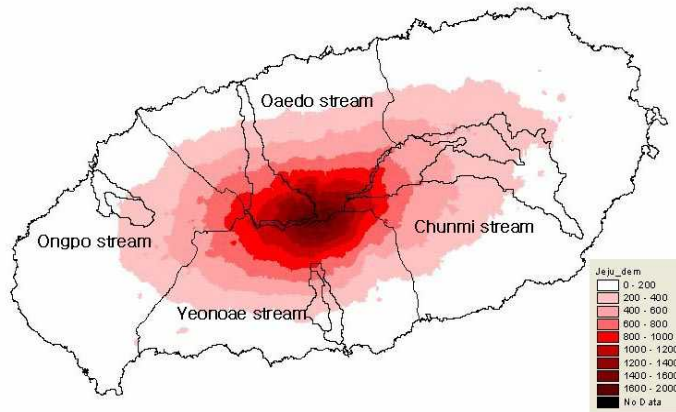 Oaedo stream
Ongpo stream
Chunmi stream
Yeonoae stream
Jeju_dem
0 - 200
200 - 400
400 - 600
600 - 800
800 - 1000
1000 - 1200
1200 - 1400
1400 - 1600
1600 - 2000
No Data